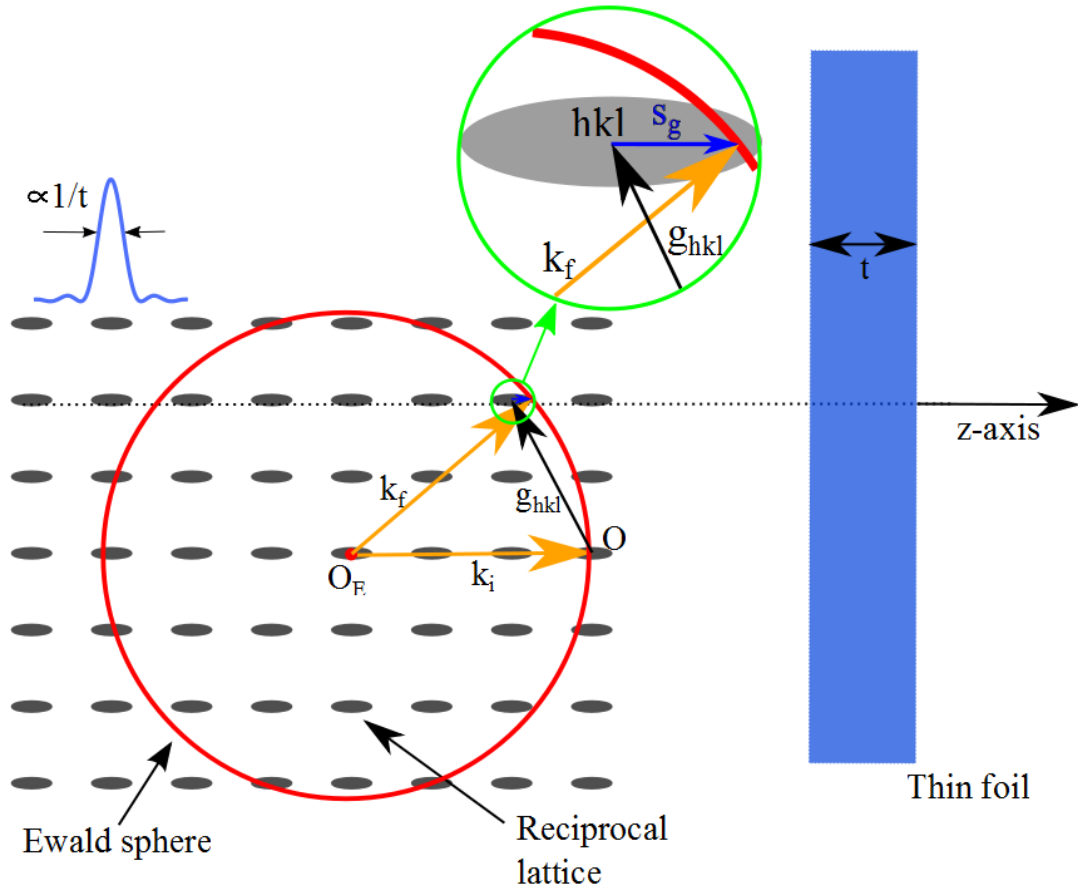 hkl
s_g
∝1/t
g_hkl
k_f
t
z-axis
k_f
g_hkl
O
O_E
k_i
Thin foil
Ewald sphere
Reciprocal
lattice